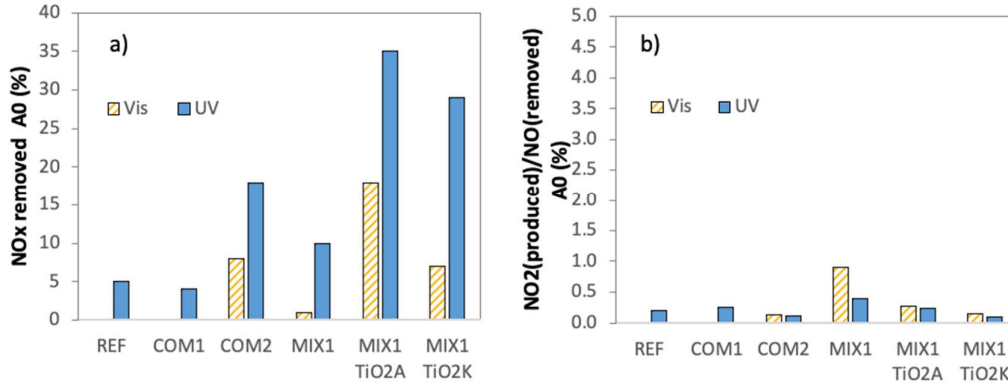 a)
NOx removed A0 (%)
40
35
30
25
20
15
10
5
0
Vis UV
REF COM1 COM2 MIX1 MIX1 MIX1
TiO2A TiO2K
b)
NO2(produced)/NO(removed)
A0 (%)
5.0
4.5
4.0
3.5
3.0
2.5
2.0
1.5
1.0
0.5
0.0
Vis UV
REF COM1 COM2 MIX1 MIX1 MIX1
TiO2A TiO2K